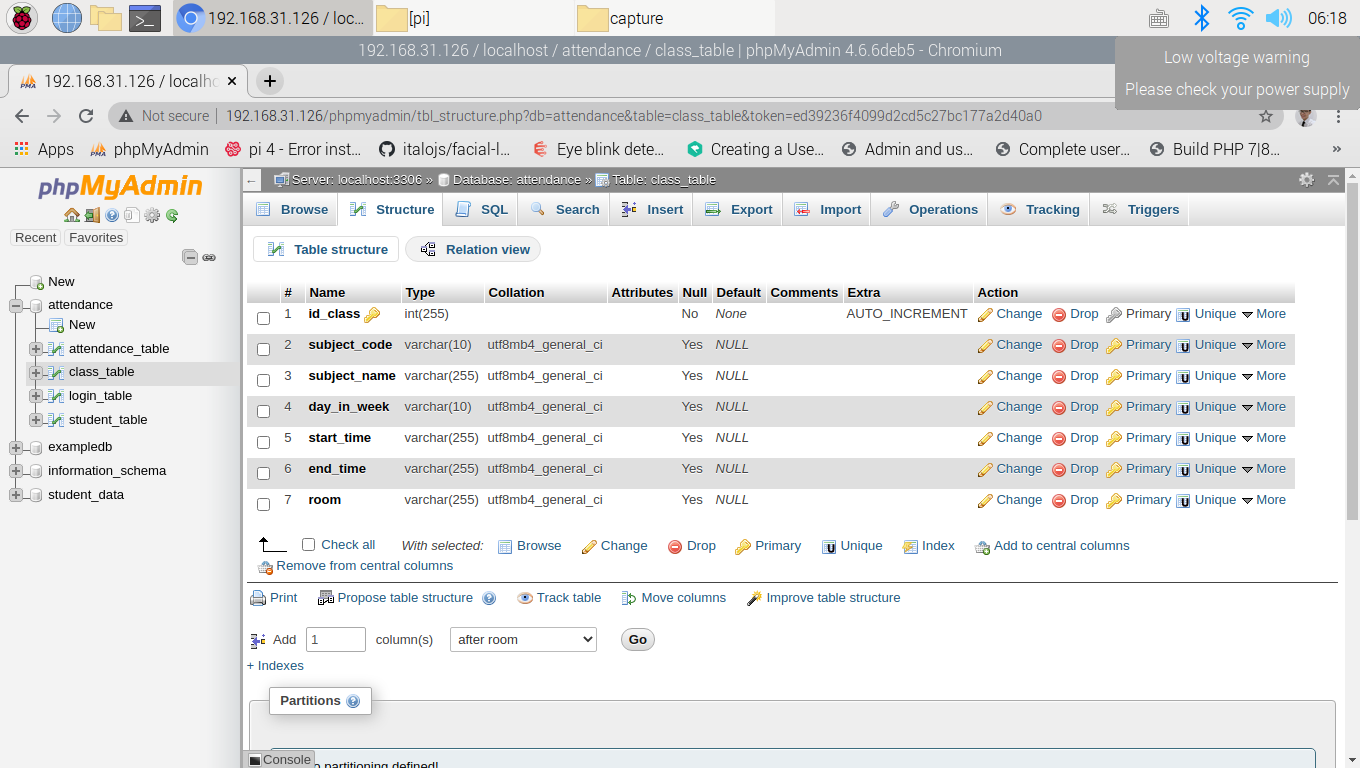 192.168.31.126 / loc... [pi] capture 06:18
192.168.31.126 / localhost / attendance / class_table | phpMyAdmin 4.6.6deb5 - Chromium
Low voltage warning
Please check your power supply
192.168.31.126 / localho
Not secure 192.168.31.126/phpmyadmin/tbl_structure.php?db=attendance&table=class_table&token=ed39236f4099d2cd5c27bc177a2d40a0
Apps phpMyAdmin pi 4 - Error inst... italojs/facial-l... Eye blink dete... Creating a Use... Admin and us... Complete user... Build PHP 7|8... »
phpMyAdmin
Recent Favorites
New
attendance
New
attendance_table
class_table
login_table
student_table
exampledb
information_schema
student_data
Server: localhost:3306 » Database: attendance » Table: class_table
Browse Structure SQL Search Insert Export Import Operations Tracking Triggers
Table structure Relation view
# Name Type Collation Attributes Null Default Comments Extra Action
1 id_class int(255) No None AUTO_INCREMENT Change Drop Primary Unique More
2 subject_code varchar(10) utf8mb4_general_ci Yes NULL Change Drop Primary Unique More
3 subject_name varchar(255) utf8mb4_general_ci Yes NULL Change Drop Primary Unique More
4 day_in_week varchar(10) utf8mb4_general_ci Yes NULL Change Drop Primary Unique More
5 start_time varchar(255) utf8mb4_general_ci Yes NULL Change Drop Primary Unique More
6 end_time varchar(255) utf8mb4_general_ci Yes NULL Change Drop Primary Unique More
7 room varchar(255) utf8mb4_general_ci Yes NULL Change Drop Primary Unique More
Check all With selected: Browse Change Drop Primary Unique Index Add to central columns
Remove from central columns
Print Propose table structure Track table Move columns Improve table structure
Add 1 column(s) after room Go
+ Indexes
Partitions
Console
partitioning defined!